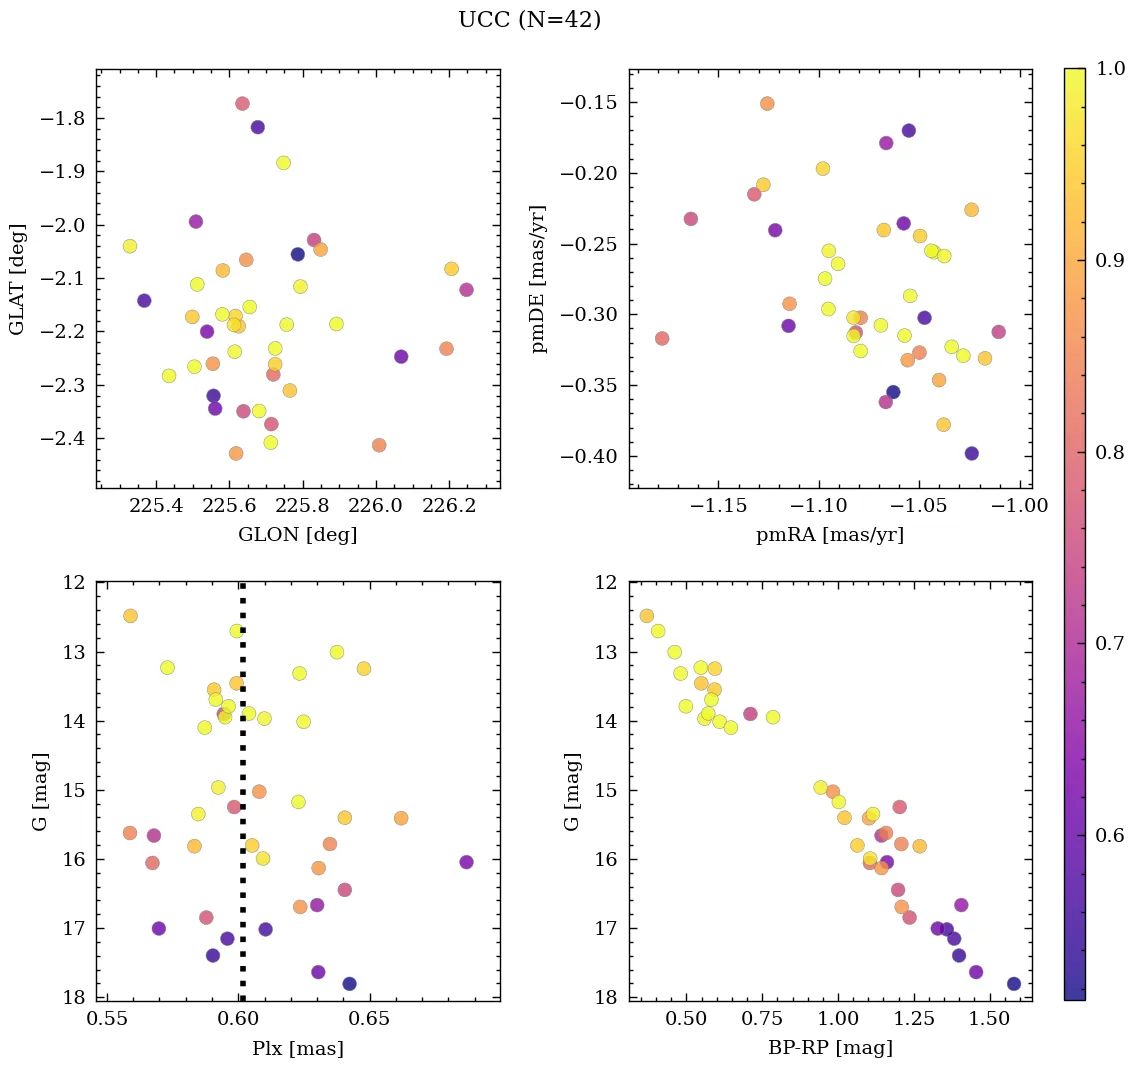 UCC (N=42)
−1.8
−1.9
−2.0
−2.1
−2.2
−2.3
−2.4
GLAT [deg]
225.4 225.6 225.8 226.0 226.2
GLON [deg]
−0.15
−0.20
−0.25
−0.30
−0.35
−0.40
pmDE [mas/yr]
−1.15 −1.10 −1.05 −1.00
pmRA [mas/yr]
12
13
14
15
16
17
18
G [mag]
0.55 0.60 0.65
Plx [mas]
12
13
14
15
16
17
18
G [mag]
0.50 0.75 1.00 1.25 1.50
BP-RP [mag]
1.0
0.9
0.8
0.7
0.6